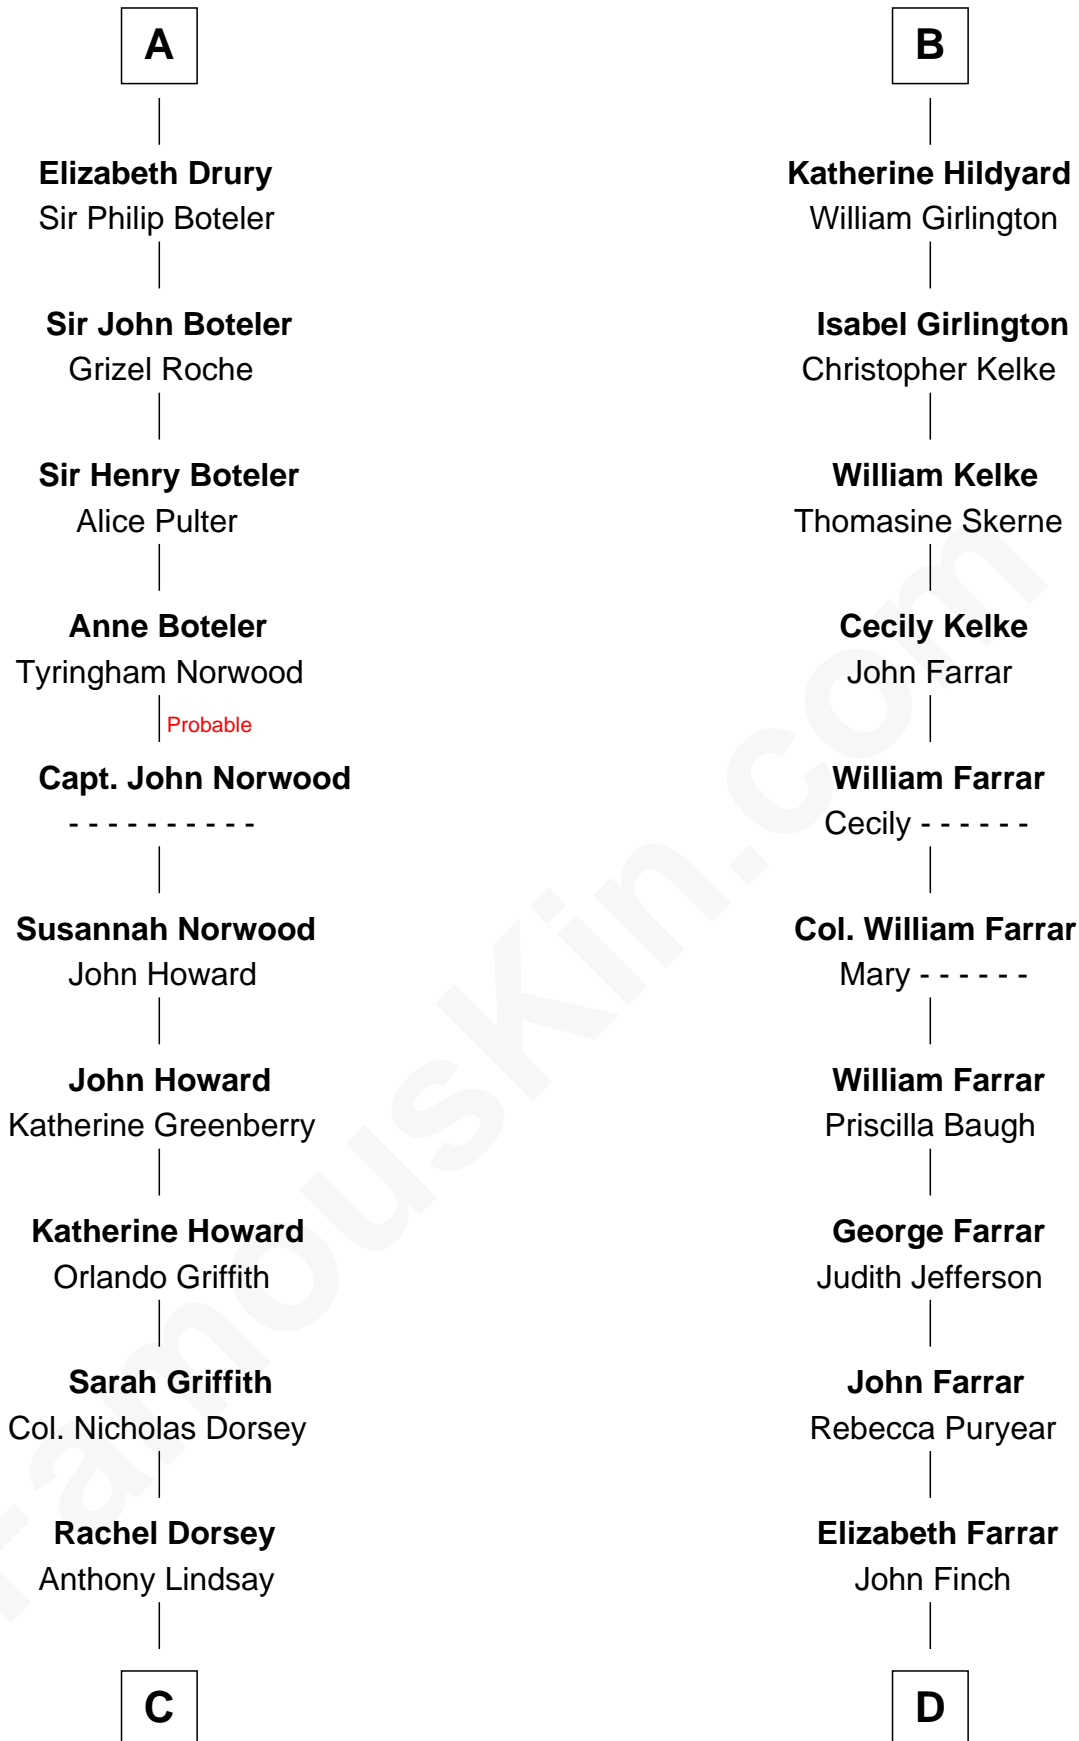 A
Elizabeth Drury
Sir Philip Boteler
Sir John Boteler
Grizel Roche
Sir Henry Boteler
Alice Pulter
Anne Boteler
Tyringham Norwood
Probable
Capt. John Norwood
- - - - - - - - - -
Susannah Norwood
John Howard
John Howard
Katherine Greenberry
Katherine Howard
Orlando Griffith
Sarah Griffith
Col. Nicholas Dorsey
Rachel Dorsey
Anthony Lindsay
C
B
Katherine Hildyard
William Girlington
Isabel Girlington
Christopher Kelke
William Kelke
Thomasine Skerne
Cecily Kelke
John Farrar
William Farrar
Cecily - - - - - -
Col. William Farrar
Mary - - - - - -
William Farrar
Priscilla Baugh
George Farrar
Judith Jefferson
John Farrar
Rebecca Puryear
Elizabeth Farrar
John Finch
D
FamousKin.com